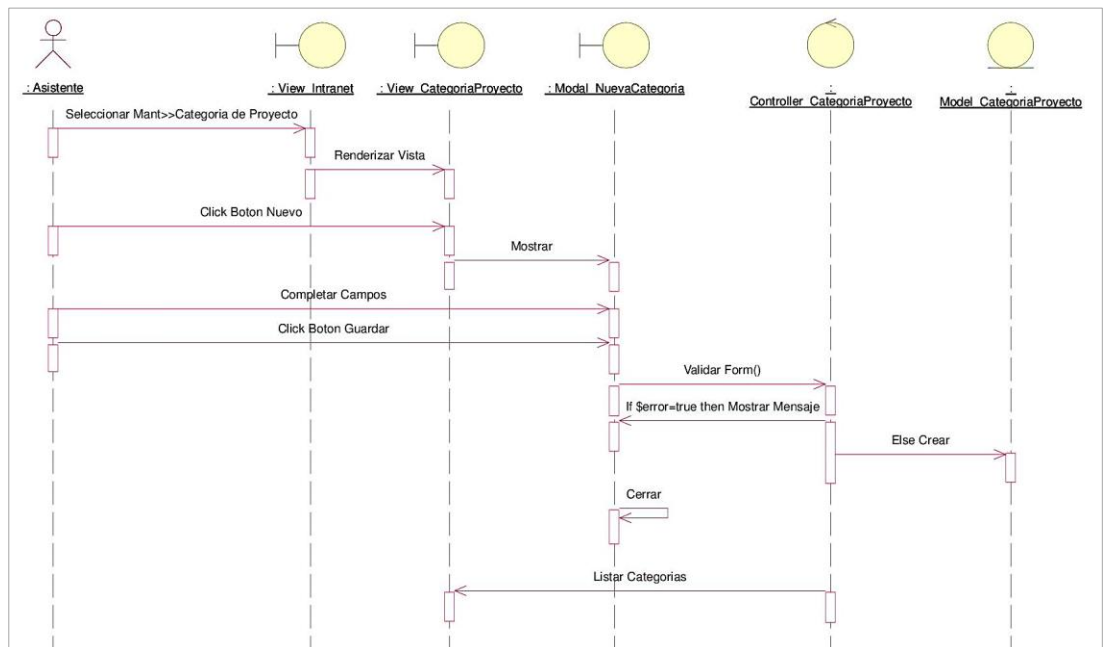 : Asistente
: View_Intranet
: View_CategoriaProyecto
: Modal_NuevaCategoria
:
Controller_CategoriaProyecto
:
Model_CategoriaProyecto
Seleccionar Mant>>Categoria de Proyecto
Renderizar Vista
Click Boton Nuevo
Mostrar
Completar Campos
Click Boton Guardar
Validar Form()
If $error=true then Mostrar Mensaje
Else Crear
Cerrar
Listar Categorias